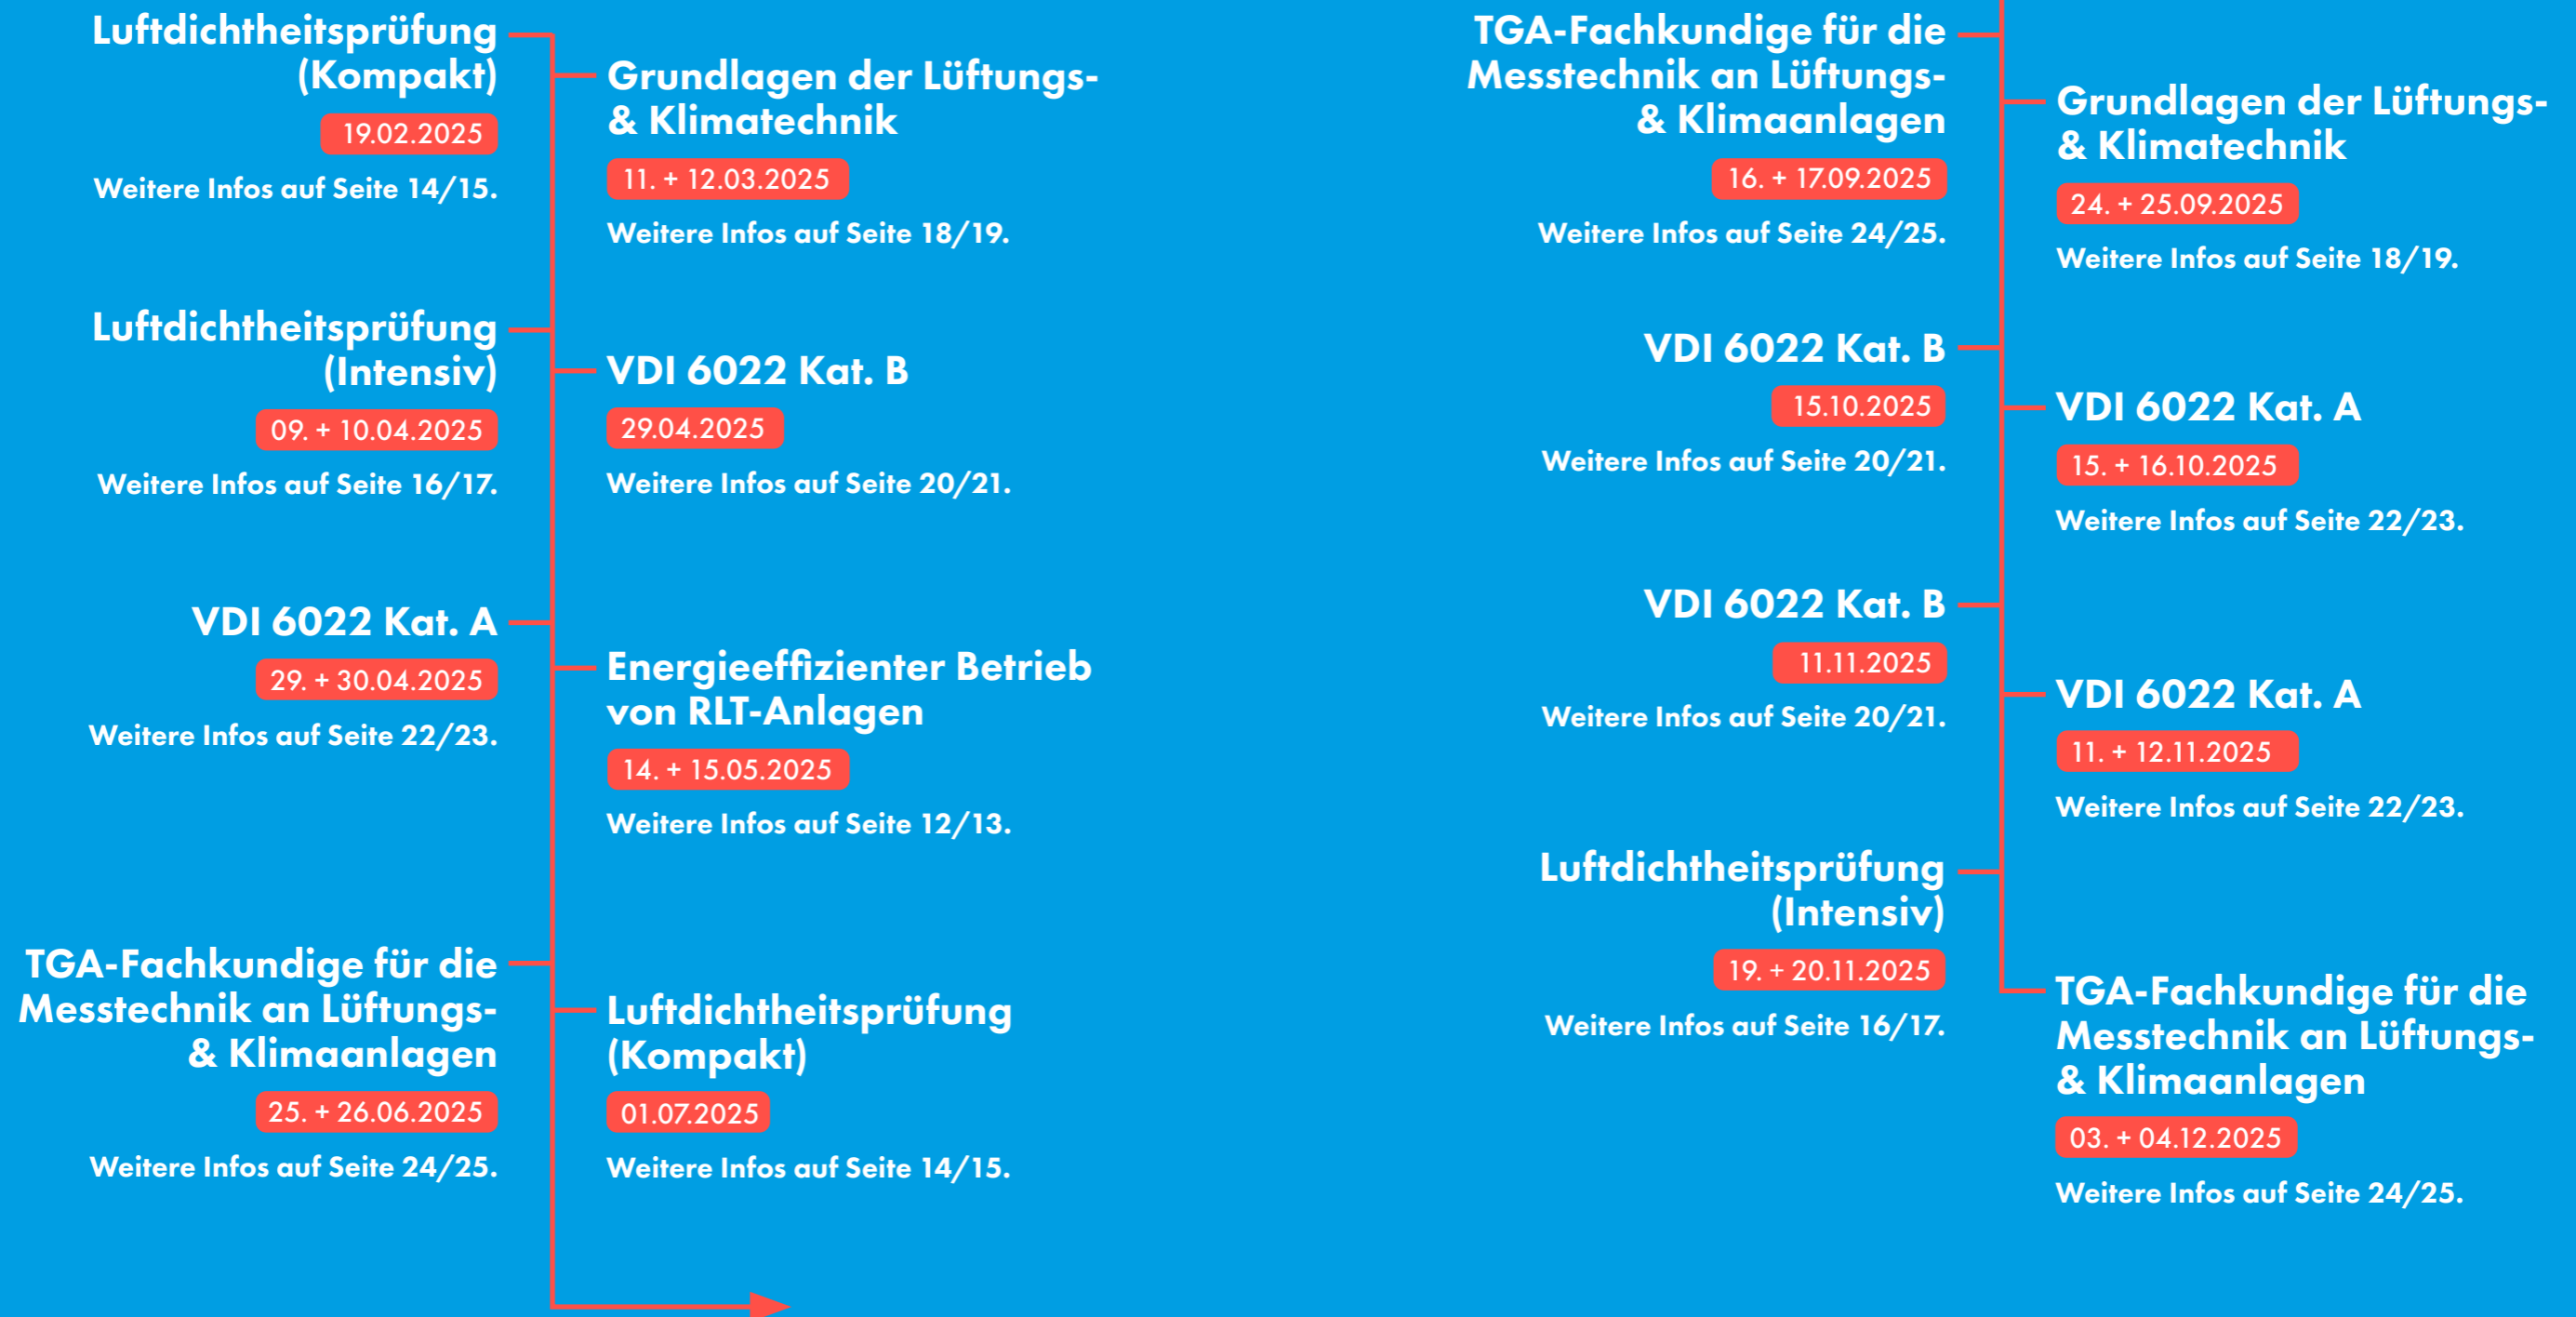 Luftdichtheitsprüfung
(Kompakt)
19.02.2025
Weitere Infos auf Seite 14/15.
Grundlagen der Lüftungs-
& Klimatechnik
11. + 12.03.2025
Weitere Infos auf Seite 18/19.
Luftdichtheitsprüfung
(Intensiv)
09. + 10.04.2025
Weitere Infos auf Seite 16/17.
VDI 6022 Kat. B
29.04.2025
Weitere Infos auf Seite 20/21.
VDI 6022 Kat. A
29. + 30.04.2025
Weitere Infos auf Seite 22/23.
Energieeffizienter Betrieb
von RLT-Anlagen
14. + 15.05.2025
Weitere Infos auf Seite 12/13.
TGA-Fachkundige für die
Messtechnik an Lüftungs-
& Klimaanlagen
25. + 26.06.2025
Weitere Infos auf Seite 24/25.
Luftdichtheitsprüfung
(Kompakt)
01.07.2025
Weitere Infos auf Seite 14/15.
TGA-Fachkundige für die
Messtechnik an Lüftungs-
& Klimaanlagen
16. + 17.09.2025
Weitere Infos auf Seite 24/25.
Grundlagen der Lüftungs-
& Klimatechnik
24. + 25.09.2025
Weitere Infos auf Seite 18/19.
VDI 6022 Kat. B
15.10.2025
Weitere Infos auf Seite 20/21.
VDI 6022 Kat. A
15. + 16.10.2025
Weitere Infos auf Seite 22/23.
VDI 6022 Kat. B
11.11.2025
Weitere Infos auf Seite 20/21.
VDI 6022 Kat. A
11. + 12.11.2025
Weitere Infos auf Seite 22/23.
Luftdichtheitsprüfung
(Intensiv)
19. + 20.11.2025
Weitere Infos auf Seite 16/17.
TGA-Fachkundige für die
Messtechnik an Lüftungs-
& Klimaanlagen
03. + 04.12.2025
Weitere Infos auf Seite 24/25.